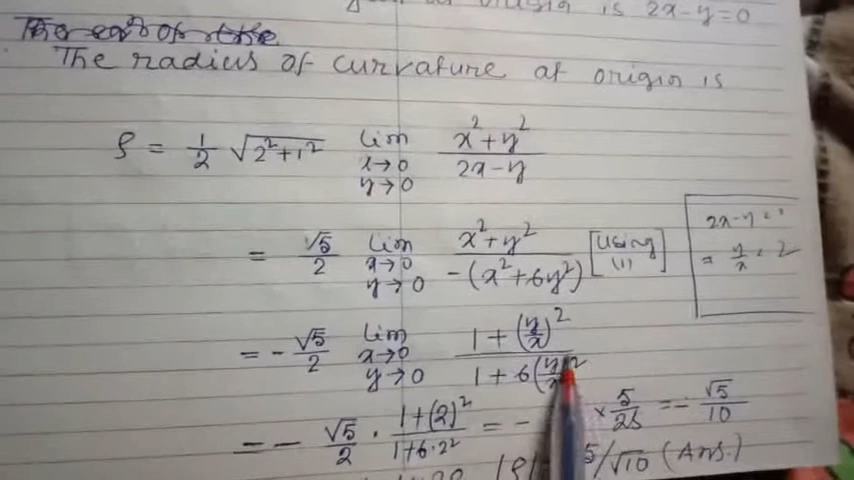 origin is 2x-y=0
The radius of curvature at origin is
ρ = 1/2 √(2²+1²) lim x→0 y→0 (x²+y²)/(2x-y)
= √5/2 lim x→0 y→0 (x²+y²)/(-(x²+6y²)) [Using (1)]
2x-y =
= y/x = 2
= -√5/2 lim x→0 y→0 (1+(y/x)²)/(1+6(y/x)²)
= - √5/2 · (1+(2)²)/(1+6·2²) = - × 5/25 = - √5/10
5/√10 (Ans.)